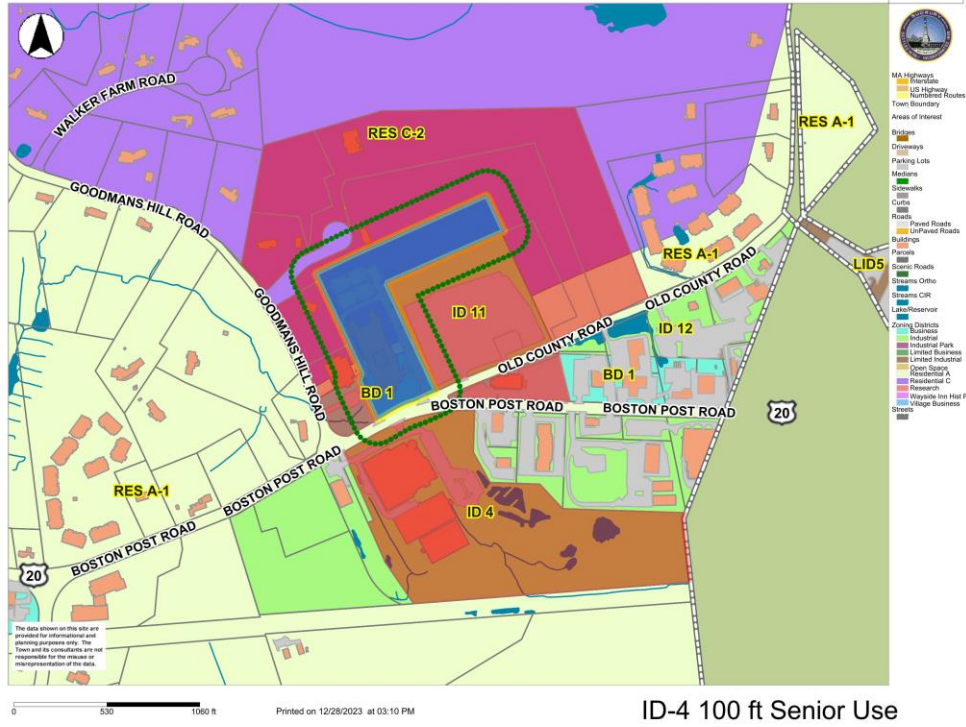 WALKER FARM ROAD
RES C-2
RES A-1
GOODMANS HILL ROAD
RES A-1
LID5
GOODMANS HILL ROAD
ID 11
OLD COUNTY ROAD
OLD COUNTY ROAD
ID 12
BD 1
BD 1
BOSTON POST ROAD
BOSTON POST ROAD
20
BOSTON POST ROAD
RES A-1
ID 4
BOSTON POST ROAD
20
The data shown on this site are
provided for informational and
planning purposes only. The
Town and its consultants are not
responsible for the misuse or
misrepresentation of the data.
MA Highways
Interstate
US Highway
Numbered Routes
Town Boundary
Areas of Interest
Bridges
Driveways
Parking Lots
Medians
Sidewalks
Curbs
Roads
Paved Roads
UnPaved Roads
Buildings
Parcels
Scenic Roads
Streams Ortho
Streams CIR
Lake/Reservoir
Zoning Districts
Business
Industrial
Industrial Park
Limited Business
Limited Industrial
Open Space
Residential A
Residential C
Research
Wayside Inn Hist P
Village Business
Streets
0 530 1060 ft
Printed on 12/28/2023 at 03:10 PM
ID-4 100 ft Senior Use